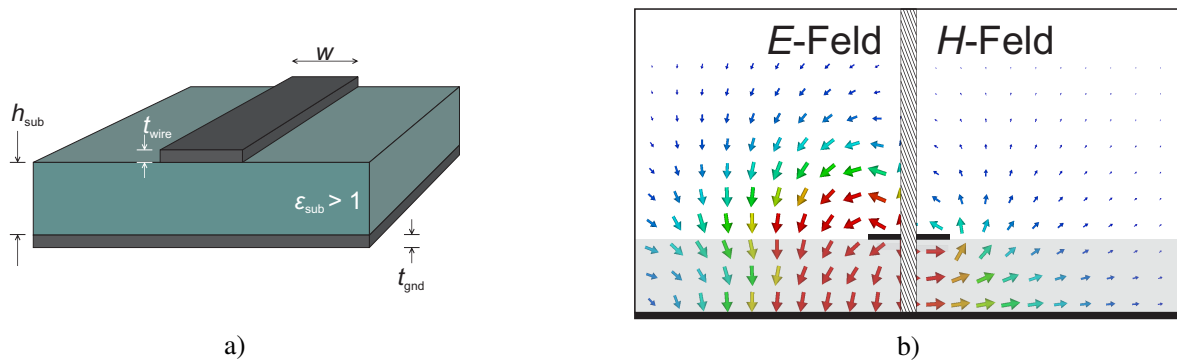 w
h_sub
t_wire
ε_sub > 1
t_gnd
a)
E-Feld
H-Feld
b)